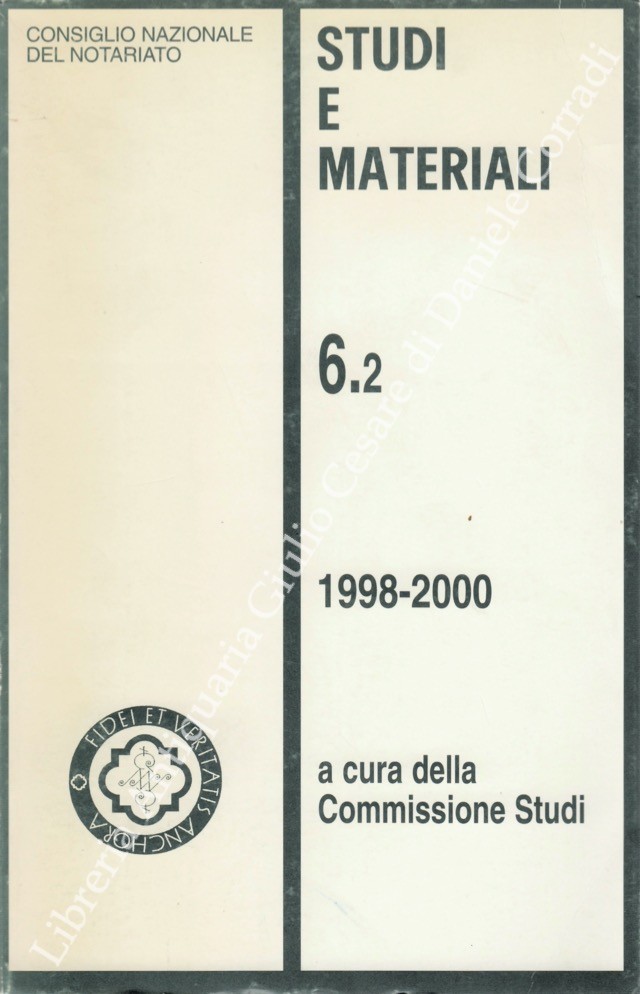 CONSIGLIO NAZIONALE
DEL NOTARIATO
STUDI
E
MATERIALI
6.2
1998-2000
a cura della
Commissione Studi
FIDEI ET VERITATIS ANCHORA
Libreria Antiquaria Giulio Cesare di Daniele Corradi